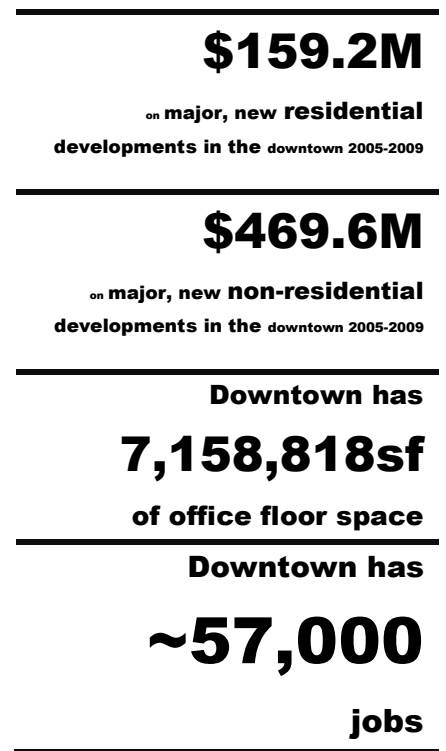 $159.2M
on major, new residential
developments in the downtown 2005-2009
$469.6M
on major, new non-residential
developments in the downtown 2005-2009
Downtown has
7,158,818sf
of office floor space
Downtown has
~57,000
jobs